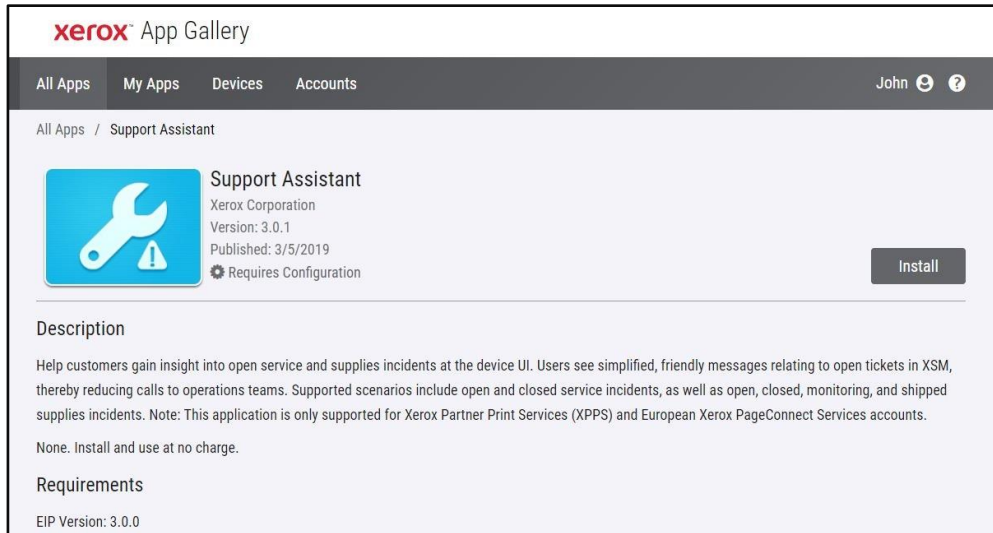 xerox™ App Gallery
All Apps My Apps Devices Accounts John
All Apps / Support Assistant
Support Assistant
Xerox Corporation
Version: 3.0.1
Published: 3/5/2019
Requires Configuration
Install
Description
Help customers gain insight into open service and supplies incidents at the device UI. Users see simplified, friendly messages relating to open tickets in XSM,
thereby reducing calls to operations teams. Supported scenarios include open and closed service incidents, as well as open, closed, monitoring, and shipped
supplies incidents. Note: This application is only supported for Xerox Partner Print Services (XPPS) and European Xerox PageConnect Services accounts.
None. Install and use at no charge.
Requirements
EIP Version: 3.0.0